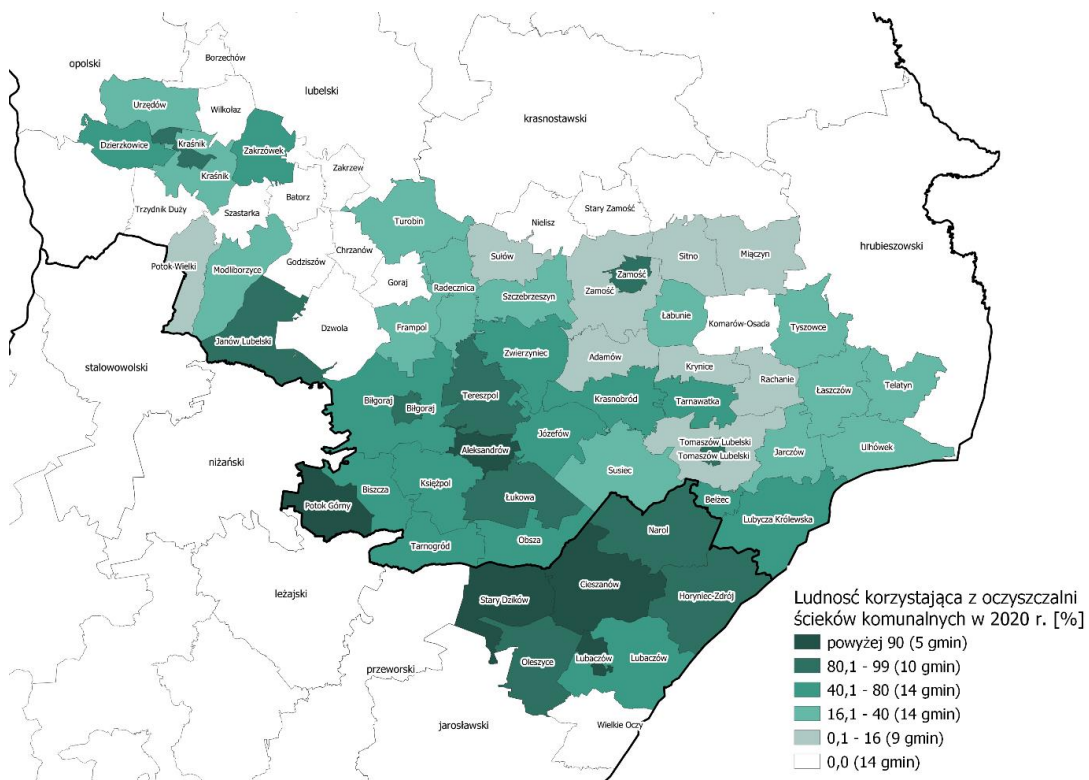 Borzechów
opolski
lubelski
Urzędów
Wilkołaz
krasnostawski
Dzierzkowice
Kraśnik
Zakrzówek
Kraśnik
Zakrzew
Batorz
Trzydnik Duży
Szastarka
Stary Zamość
Nielisz
Turobin
Chrzanów
hrubieszowski
Sułów
Sitno
Miączyn
Godziszów
Potok-Wielki
Modliborzyce
Zamość
Goraj
Radecznica
Zamość
Szczebrzeszyn
Łabunie
Komarów-Osada
Tyszowce
Frampol
Dzwola
Janów Lubelski
Zwierzyniec
Adamów
Krynice
stalowowolski
Rachanie
Telatyn
Łaszczów
Tereszpol
Krasnobród
Tarnawatka
Biłgoraj
Biłgoraj
Józefów
Tomaszów Lubelski
Ulhówek
Aleksandrów
Tomaszów Lubelski
Jarczów
niżański
Susiec
Księżpol
Biszcza
Łukowa
Bełżec
Potok Górny
Lubycza Królewska
Narol
Obsza
Tarnogród
Cieszanów
leżajski
Stary Dzików
Horyniec-Zdrój
Lubaczów
Lubaczów
Oleszyce
przeworski
jarosławski
Wielkie Oczy
Ludność korzystająca z oczyszczalni
ścieków komunalnych w 2020 r. [%]
powyżej 90 (5 gmin)
80,1 - 99 (10 gmin)
40,1 - 80 (14 gmin)
16,1 - 40 (14 gmin)
0,1 - 16 (9 gmin)
0,0 (14 gmin)